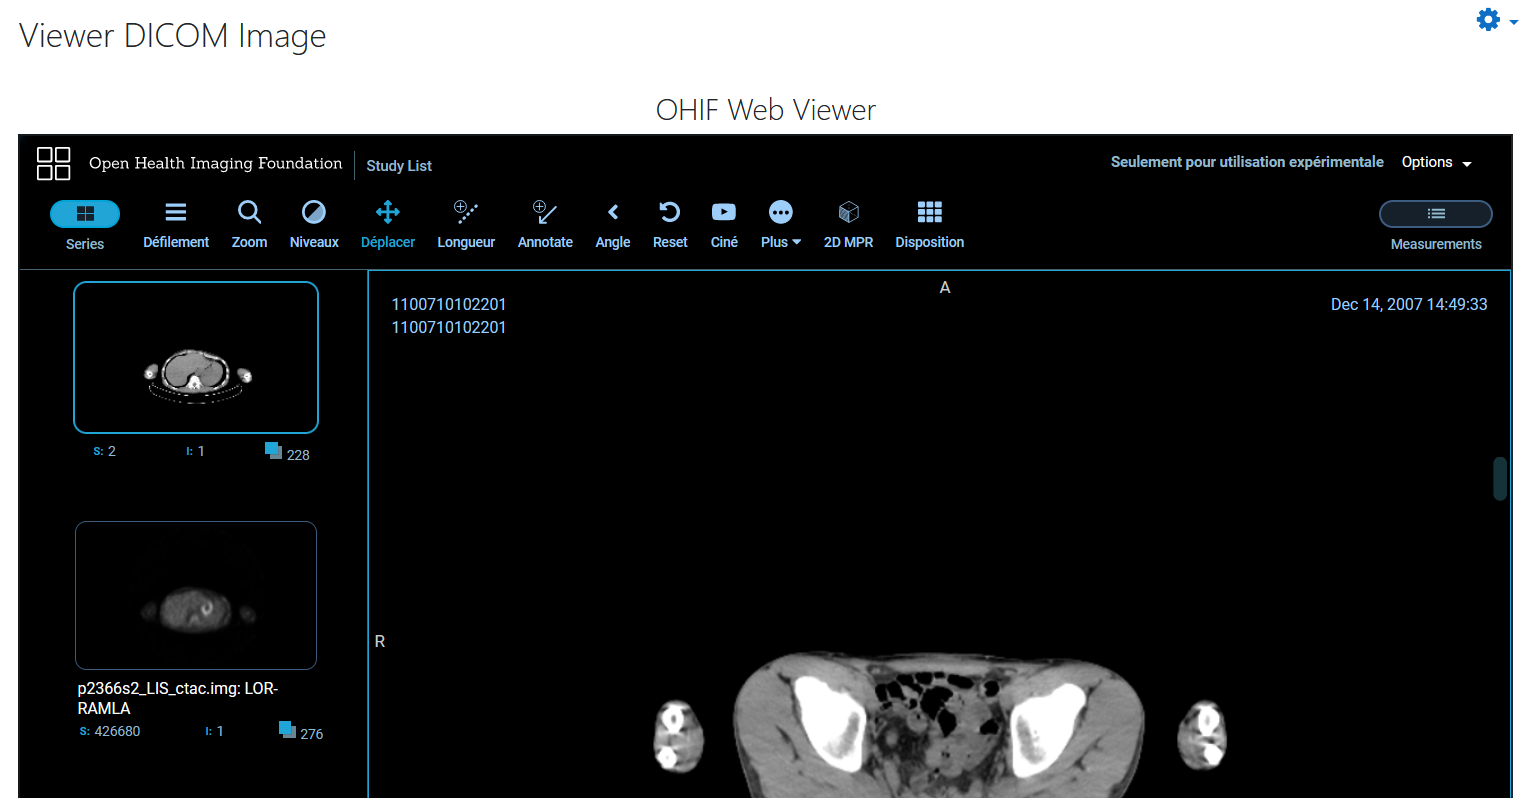 Viewer DICOM Image
OHIF Web Viewer
Open Health Imaging Foundation
Study List
Seulement pour utilisation expérimentale
Options
Series
Défilement
Zoom
Niveaux
Déplacer
Longueur
Annotate
Angle
Reset
Ciné
Plus
2D MPR
Disposition
Measurements
S: 2
I: 1
228
p2366s2_LIS_ctac.img: LOR-
RAMLA
S: 426680
I: 1
276
A
1100710102201
1100710102201
Dec 14, 2007 14:49:33
R